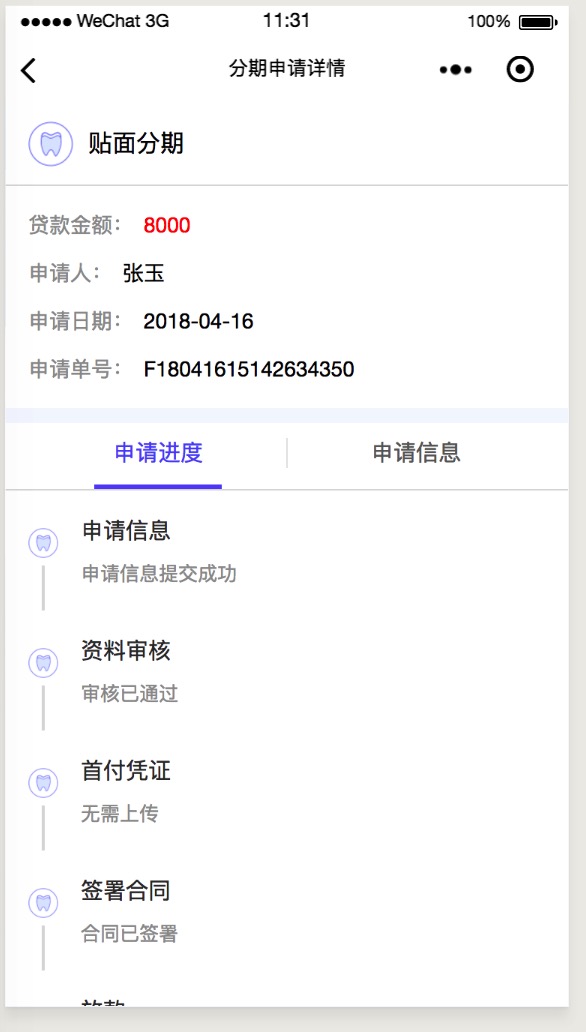 WeChat 3G 11:31 100%
分期申请详情
贴面分期
贷款金额： 8000
申请人： 张玉
申请日期： 2018-04-16
申请单号： F18041615142634350
申请进度 申请信息
申请信息
申请信息提交成功
资料审核
审核已通过
首付凭证
无需上传
签署合同
合同已签署
放款